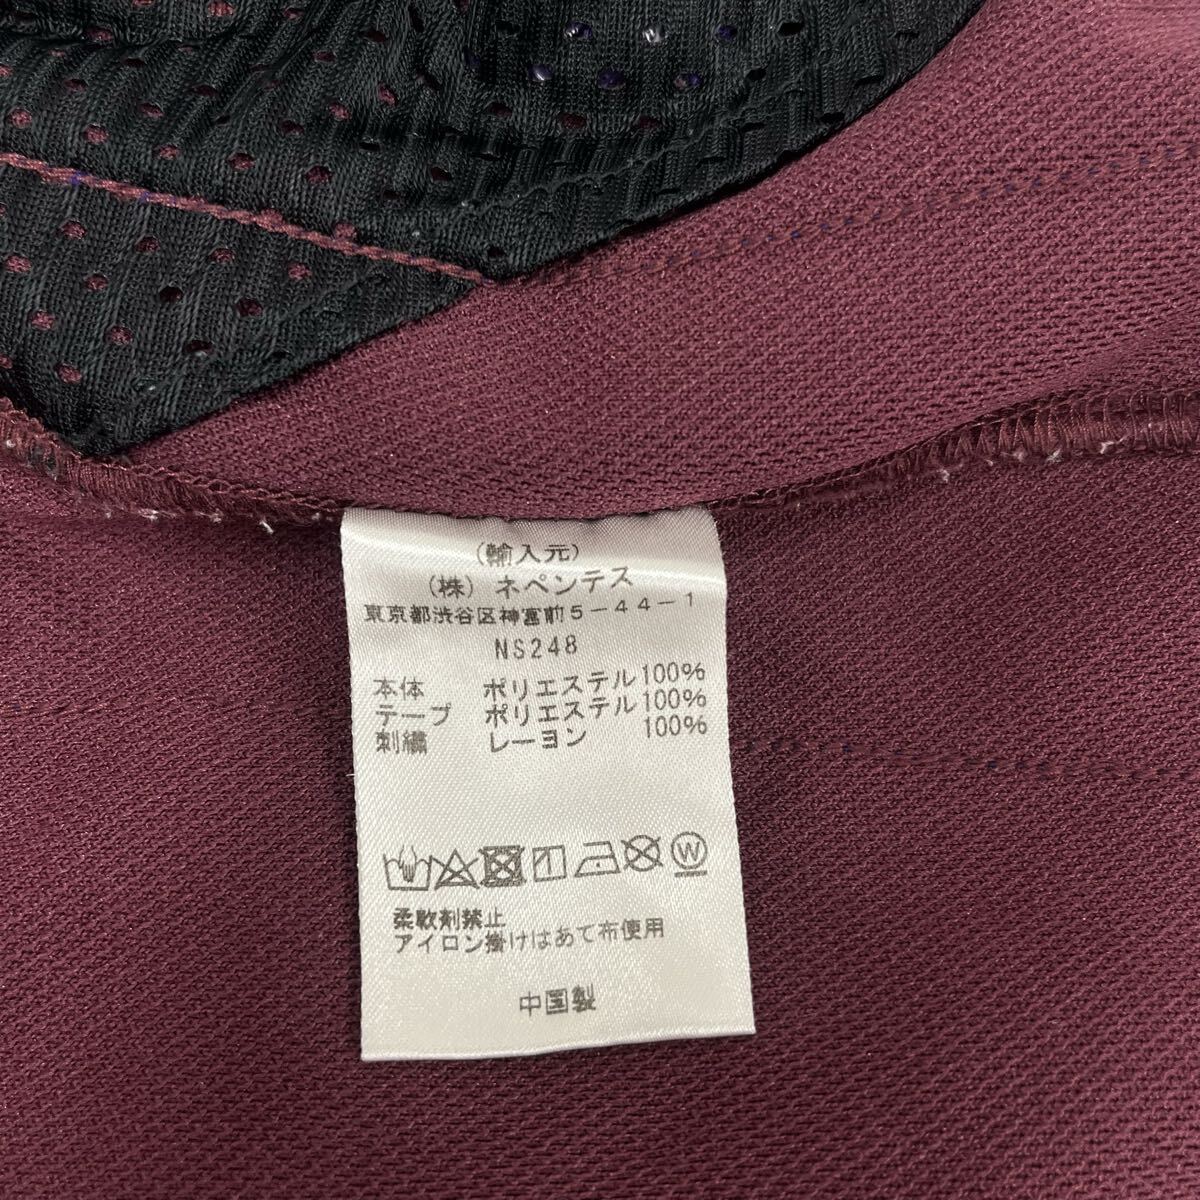 (輸入元)
(株) ネペンテス
東京都渋谷区神宮前5-44-1
NS248
本体 ポリエステル100%
テープ ポリエステル100%
刺繍 レーヨン 100%
W
柔軟剤禁止
アイロン掛けはあて布使用
中国製